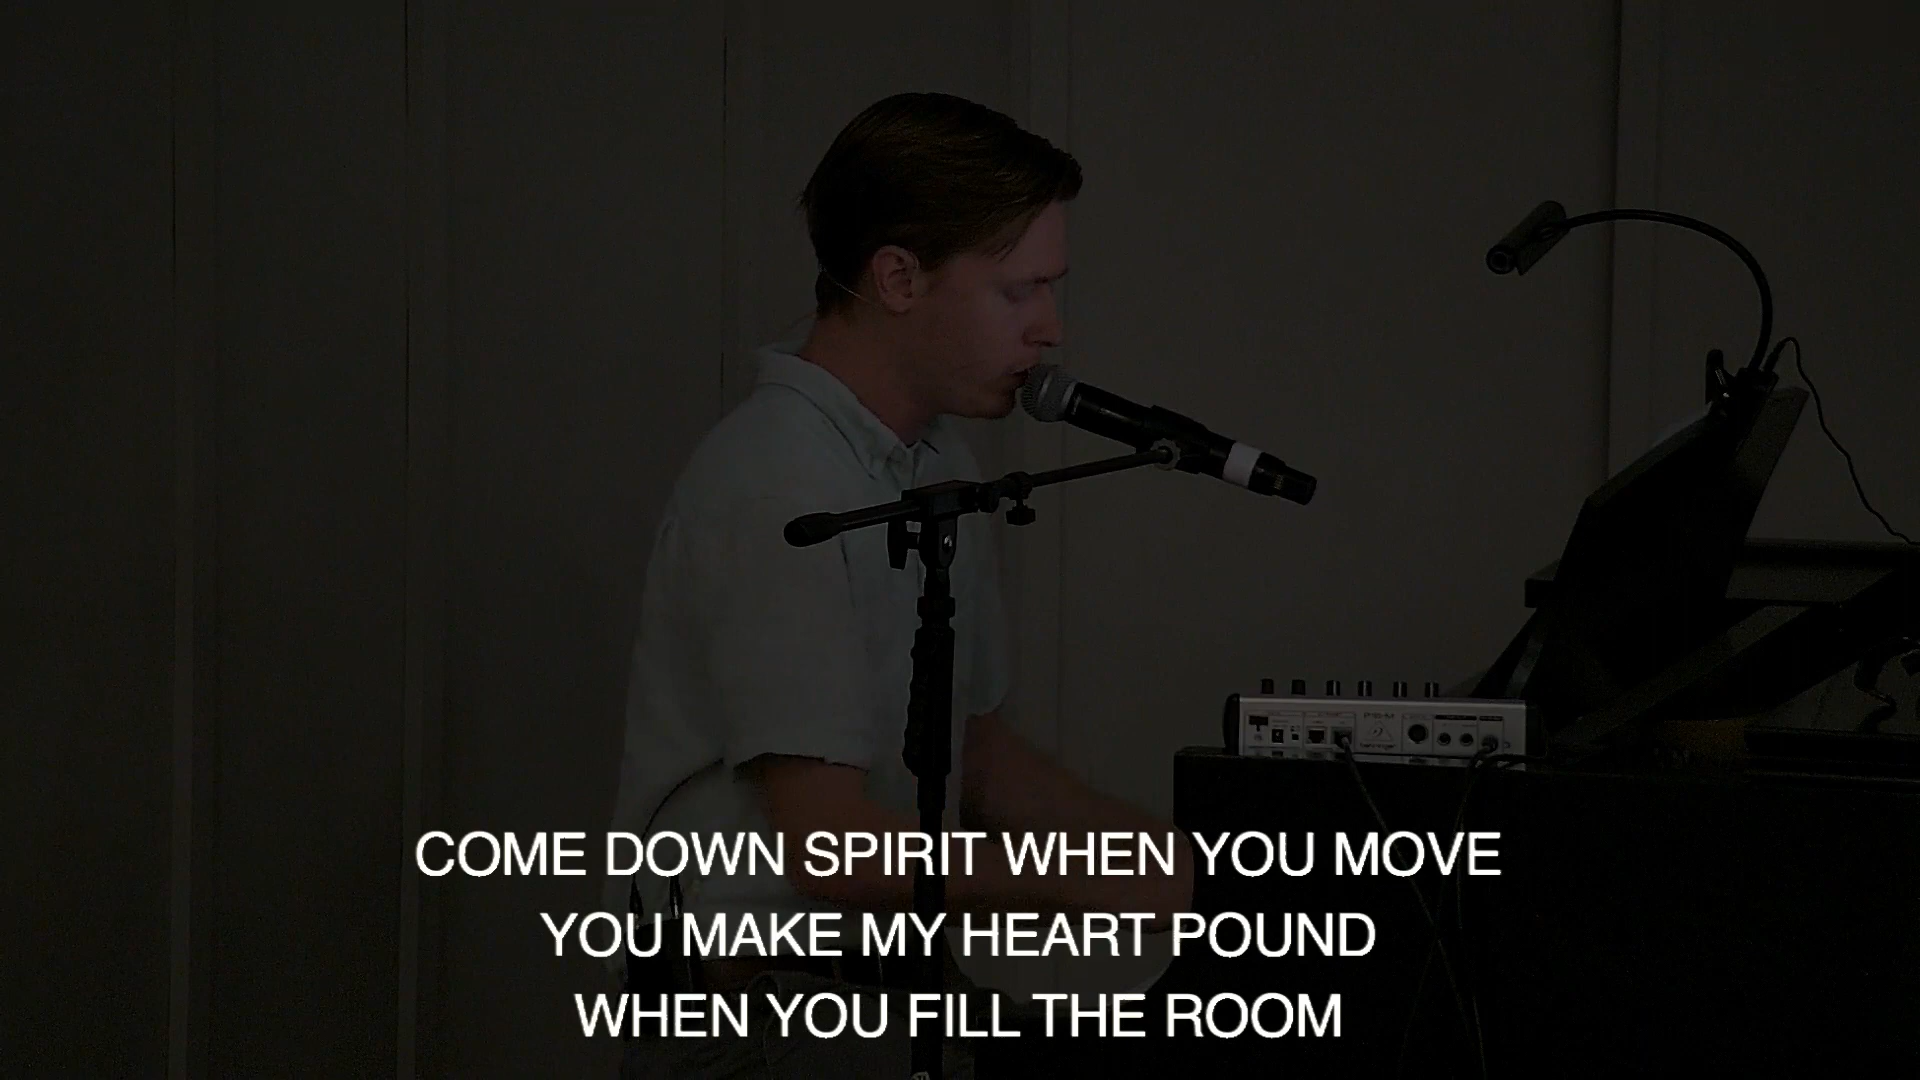 COME DOWN SPIRIT WHEN YOU MOVE
YOU MAKE MY HEART POUND
WHEN YOU FILL THE ROOM